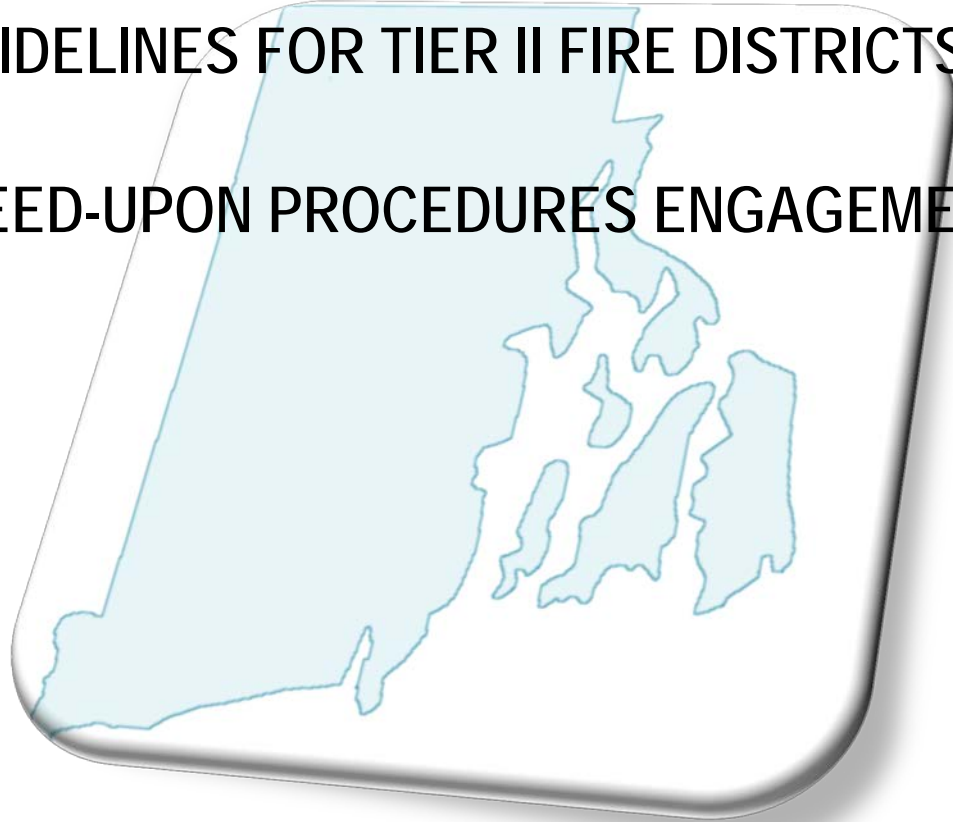 IDELINES FOR TIER II FIRE DISTRICTS
EED-UPON PROCEDURES ENGAGEME